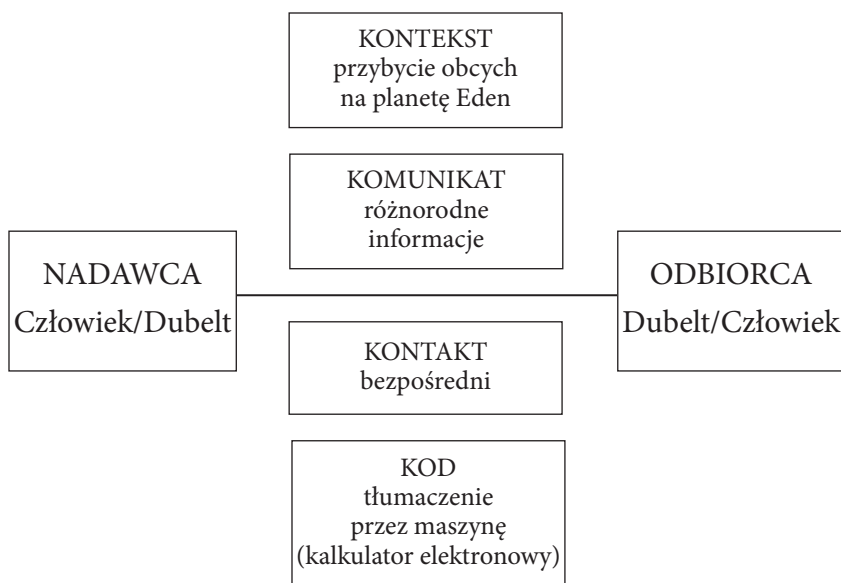 KONTEKST
przybycie obcych
na planetę Eden
KOMUNIKAT
różnorodne
informacje
NADAWCA
Człowiek/Dubelt
ODBIORCA
Dubelt/Człowiek
KONTAKT
bezpośredni
KOD
tłumaczenie
przez maszynę
(kalkulator elektronowy)